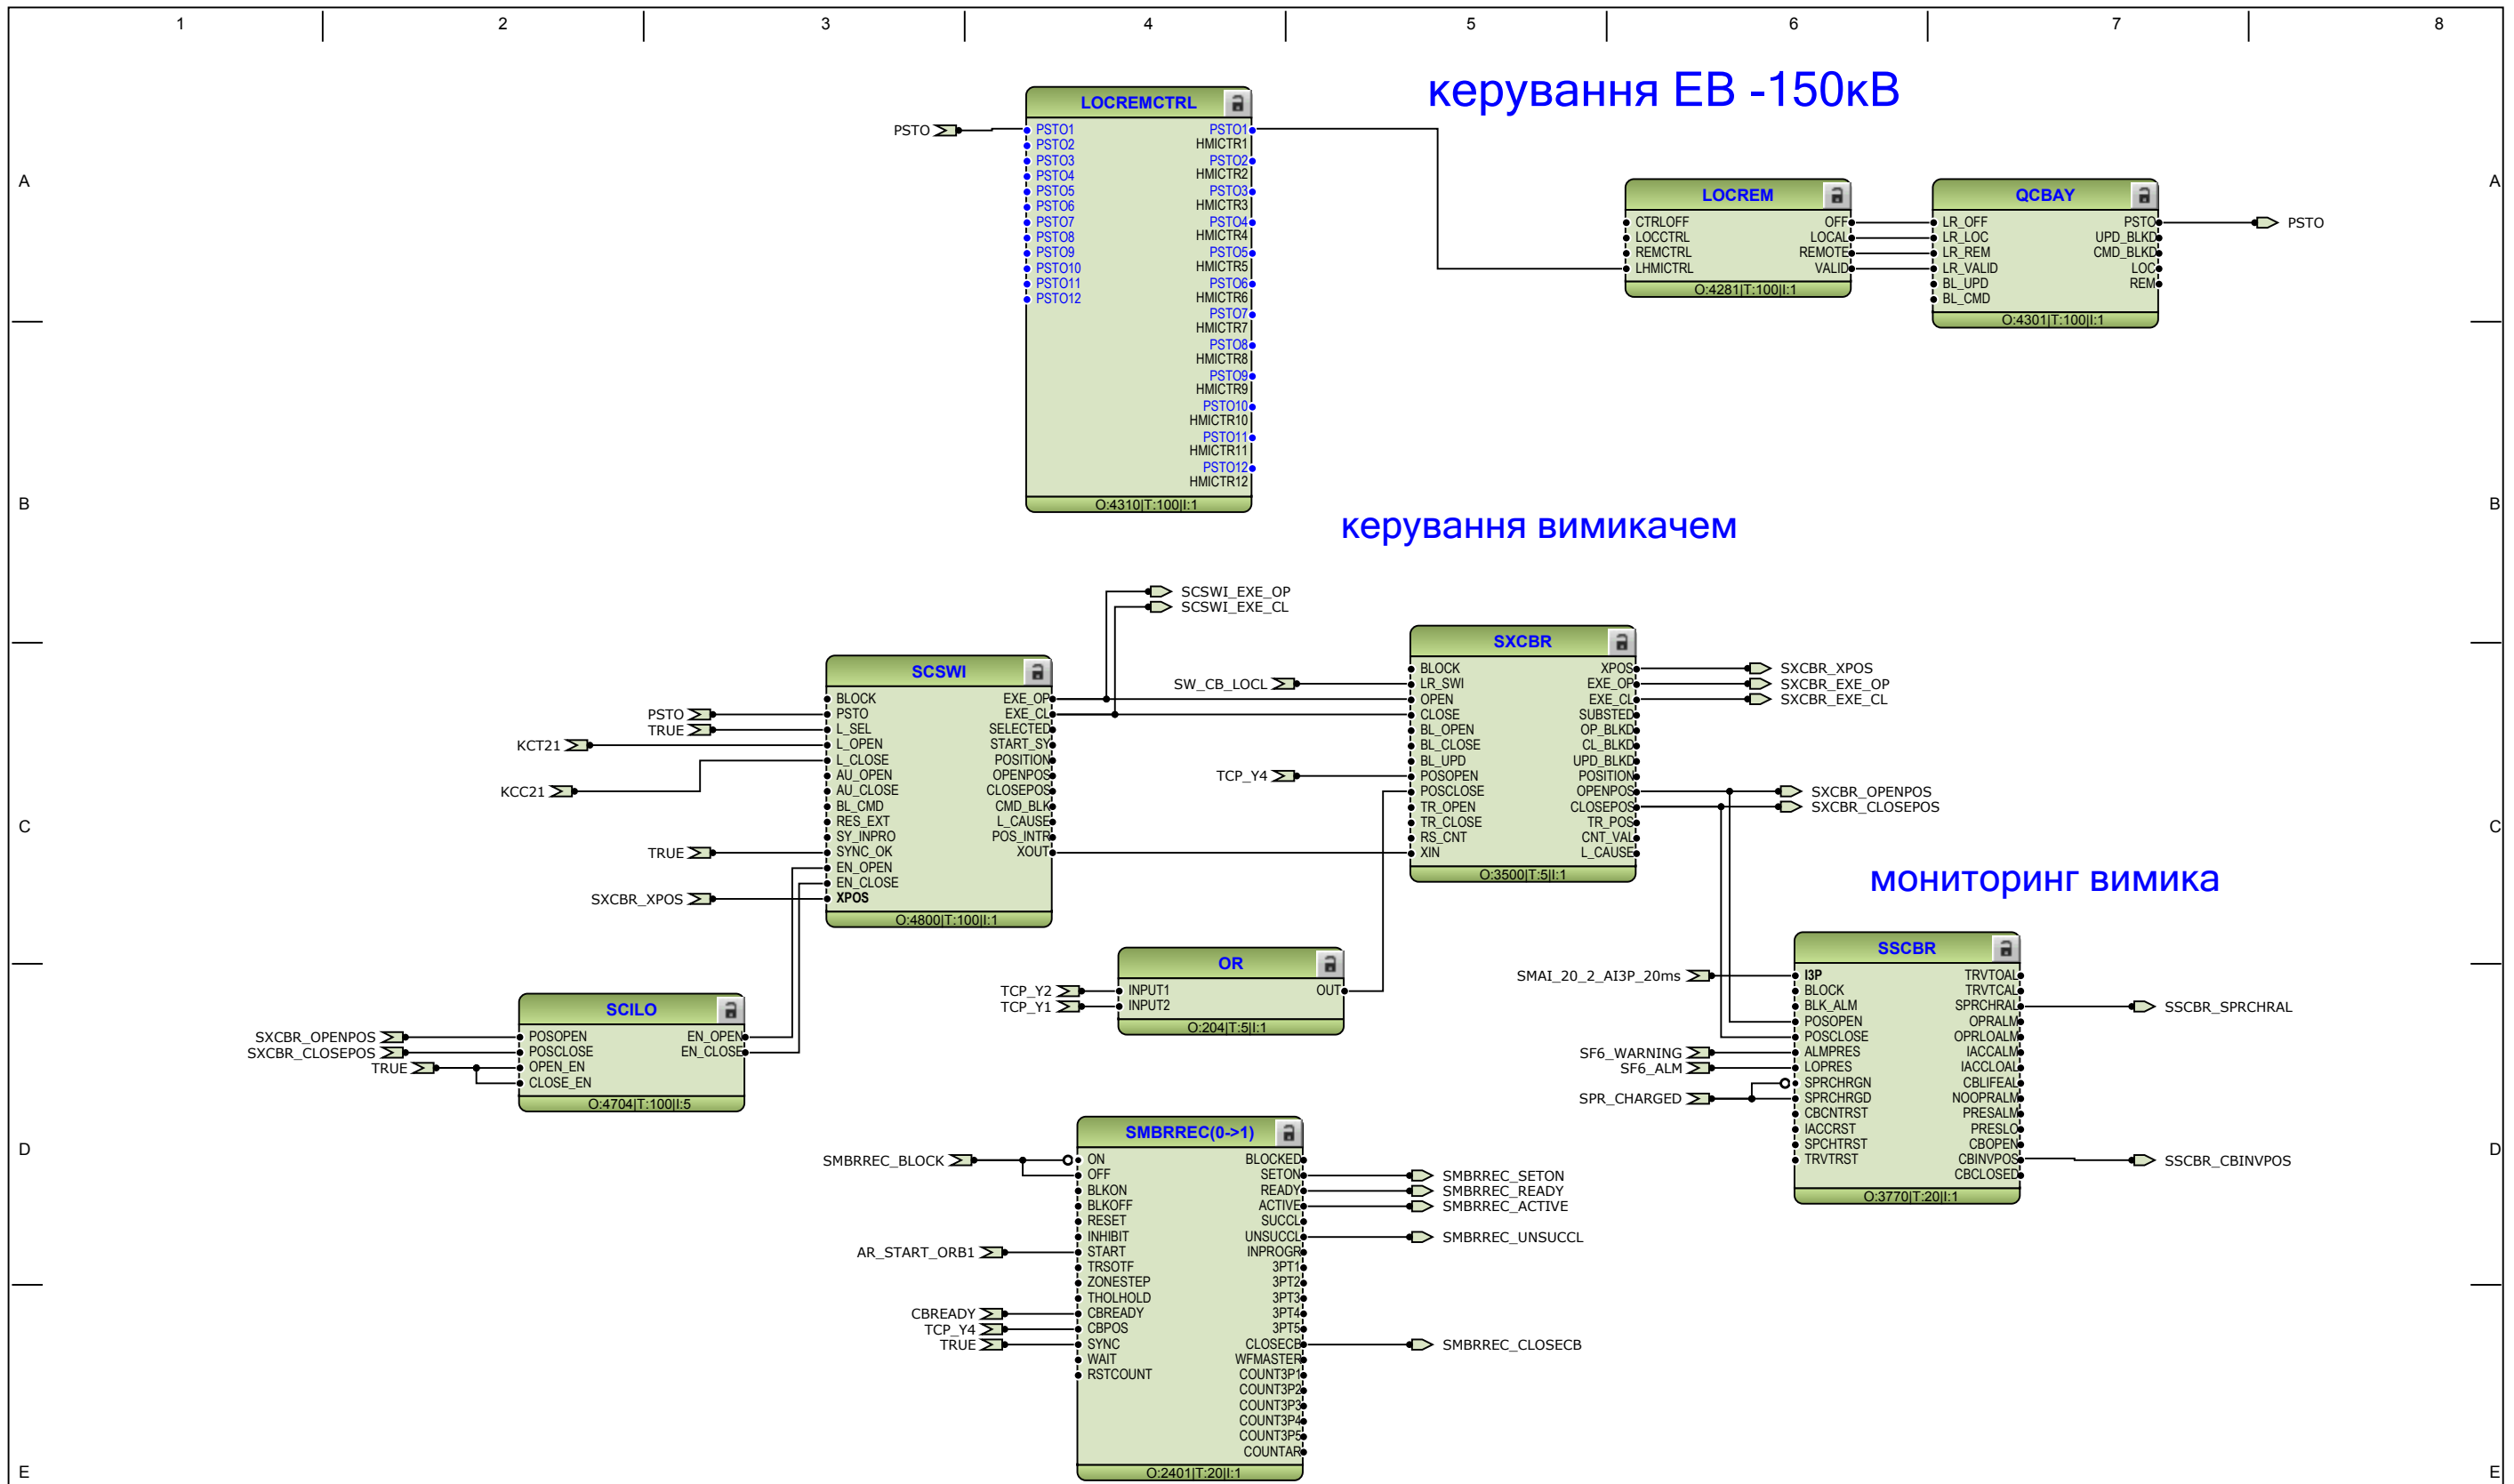 1 2 3 4 5 6 7 8
керування ЕВ -150кВ
LOCREMCTRL
PSTO
PSTO1 PSTO1
HMICTR1
PSTO2 PSTO2
PSTO3 HMICTR2
PSTO4 PSTO3
PSTO5 HMICTR3
PSTO6 PSTO4
PSTO7 HMICTR4
PSTO8 PSTO5
PSTO9 HMICTR5
PSTO10 PSTO6
PSTO11 HMICTR6
PSTO12 PSTO7
HMICTR7
PSTO8
HMICTR8
PSTO9
HMICTR9
PSTO10
HMICTR10
PSTO11
HMICTR11
PSTO12
HMICTR12
O:4310|T:100|I:1
A A
LOCREM
CTRLOFF OFF
LOCCTRL LOCAL
REMCTRL REMOTE
LHMICTRL VALID
O:4281|T:100|I:1
QCBAY
LR_OFF PSTO
LR_LOC UPD_BLKD
LR_REM CMD_BLKD
LR_VALID LOC
BL_UPD REM
BL_CMD
O:4301|T:100|I:1
PSTO
B B
керування вимикачем
SCSWI_EXE_OP
SCSWI_EXE_CL
SCSWI
BLOCK EXE_OP
PSTO PSTO EXE_CL
TRUE L_SEL SELECTED
KCT21 L_OPEN START_SY
L_CLOSE POSITION
AU_OPEN OPENPOS
KCC21 AU_CLOSE CLOSEPOS
BL_CMD CMD_BLK
RES_EXT L_CAUSE
SY_INPRO POS_INTR
TRUE SYNC_OK XOUT
EN_OPEN
EN_CLOSE
SXCBR_XPOS XPOS
O:4800|T:100|I:1
SXCBR
BLOCK XPOS SXCBR_XPOS
SW_CB_LOCL LR_SWI EXE_OP SXCBR_EXE_OP
OPEN EXE_CL SXCBR_EXE_CL
CLOSE SUBSTED
BL_OPEN OP_BLKD
BL_CLOSE CL_BLKD
BL_UPD UPD_BLKD
TCP_Y4 POSOPEN POSITION
POSCLOSE OPENPOS SXCBR_OPENPOS
TR_OPEN CLOSEPOS SXCBR_CLOSEPOS
TR_CLOSE TR_POS
RS_CNT CNT_VAL
XIN L_CAUSE
O:3500|T:5|I:1
C C
мониторинг вимика
OR
TCP_Y2 INPUT1 OUT
TCP_Y1 INPUT2
O:204|T:5|I:1
SCILO
SXCBR_OPENPOS POSOPEN EN_OPEN
SXCBR_CLOSEPOS POSCLOSE EN_CLOSE
TRUE OPEN_EN
CLOSE_EN
O:4704|T:100|I:5
SSCBR
SMAI_20_2_AI3P_20ms I3P TRVTOAL
BLOCK TRVTCAL
BLK_ALM SPRCHRAL SSCBR_SPRCHRAL
POSOPEN OPRALM
POSCLOSE OPRLOALM
SF6_WARNING ALMPRES IACCALM
SF6_ALM LOPRES IACCLOAL
SPRCHRGN CBLIFEAL
SPR_CHARGED SPRCHRGD NOOPRALM
CBCNTRST PRESALM
IACCRST PRESLO
SPCHTRST CBOPEN
TRVTRST CBINVPOS SSCBR_CBINVPOS
CBCLOSED
O:3770|T:20|I:1
D D
SMBRREC(0->1)
SMBRREC_BLOCK ON BLOCKED
OFF SETON SMBRREC_SETON
BLKON READY SMBRREC_READY
BLKOFF ACTIVE SMBRREC_ACTIVE
RESET SUCCL
INHIBIT UNSUCCL SMBRREC_UNSUCCL
AR_START_ORB1 START INPROGR
TRSOTF 3PT1
ZONESTEP 3PT2
THOLHOLD 3PT3
CBREADY CBREADY 3PT4
TCP_Y4 CBPOS 3PT5
TRUE SYNC CLOSECB SMBRREC_CLOSECB
WAIT WFMASTER
RSTCOUNT COUNT3P1
COUNT3P2
COUNT3P3
COUNT3P4
COUNT3P5
COUNTAR
O:2401|T:20|I:1
E E